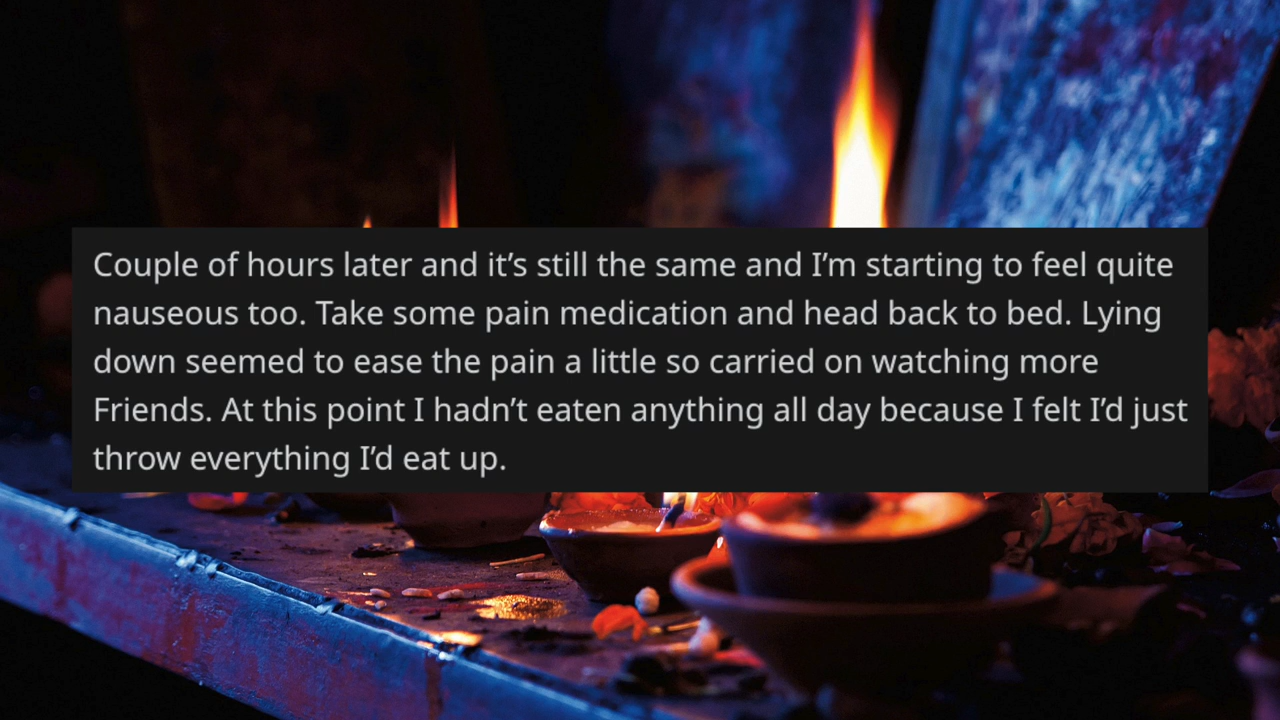 Couple of hours later and it’s still the same and I’m starting to feel quite
nauseous too. Take some pain medication and head back to bed. Lying
down seemed to ease the pain a little so carried on watching more
Friends. At this point I hadn’t eaten anything all day because I felt I’d just
throw everything I’d eat up.